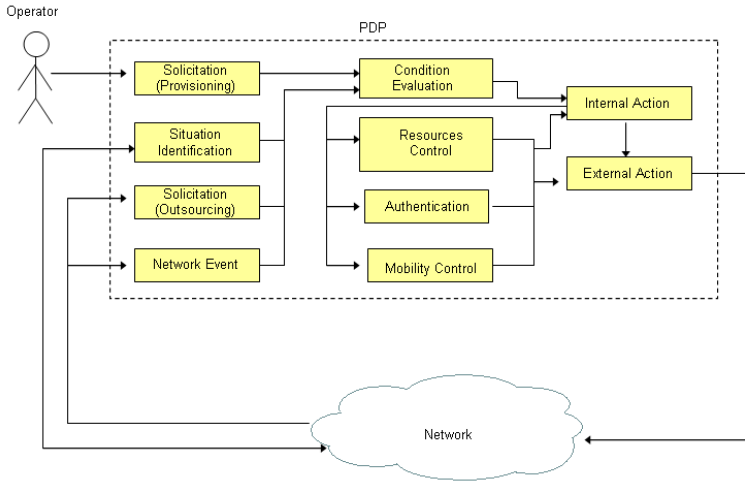 Operator
PDP
Solicitation
(Provisioning)
Condition
Evaluation
Internal Action
Situation
Identification
Resources
Control
External Action
Solicitation
(Outsourcing)
Authentication
Network Event
Mobility Control
Network